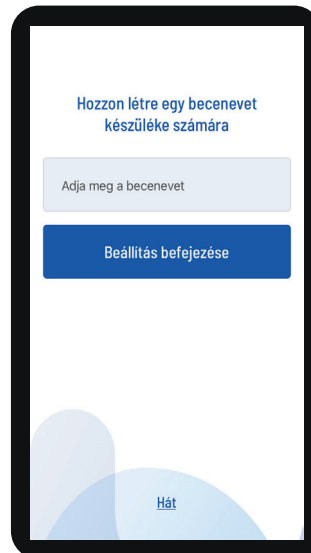 Hozzon létre egy becenevet
készüléke számára
Adja meg a becenevet
Beállítás befejezése
Hát